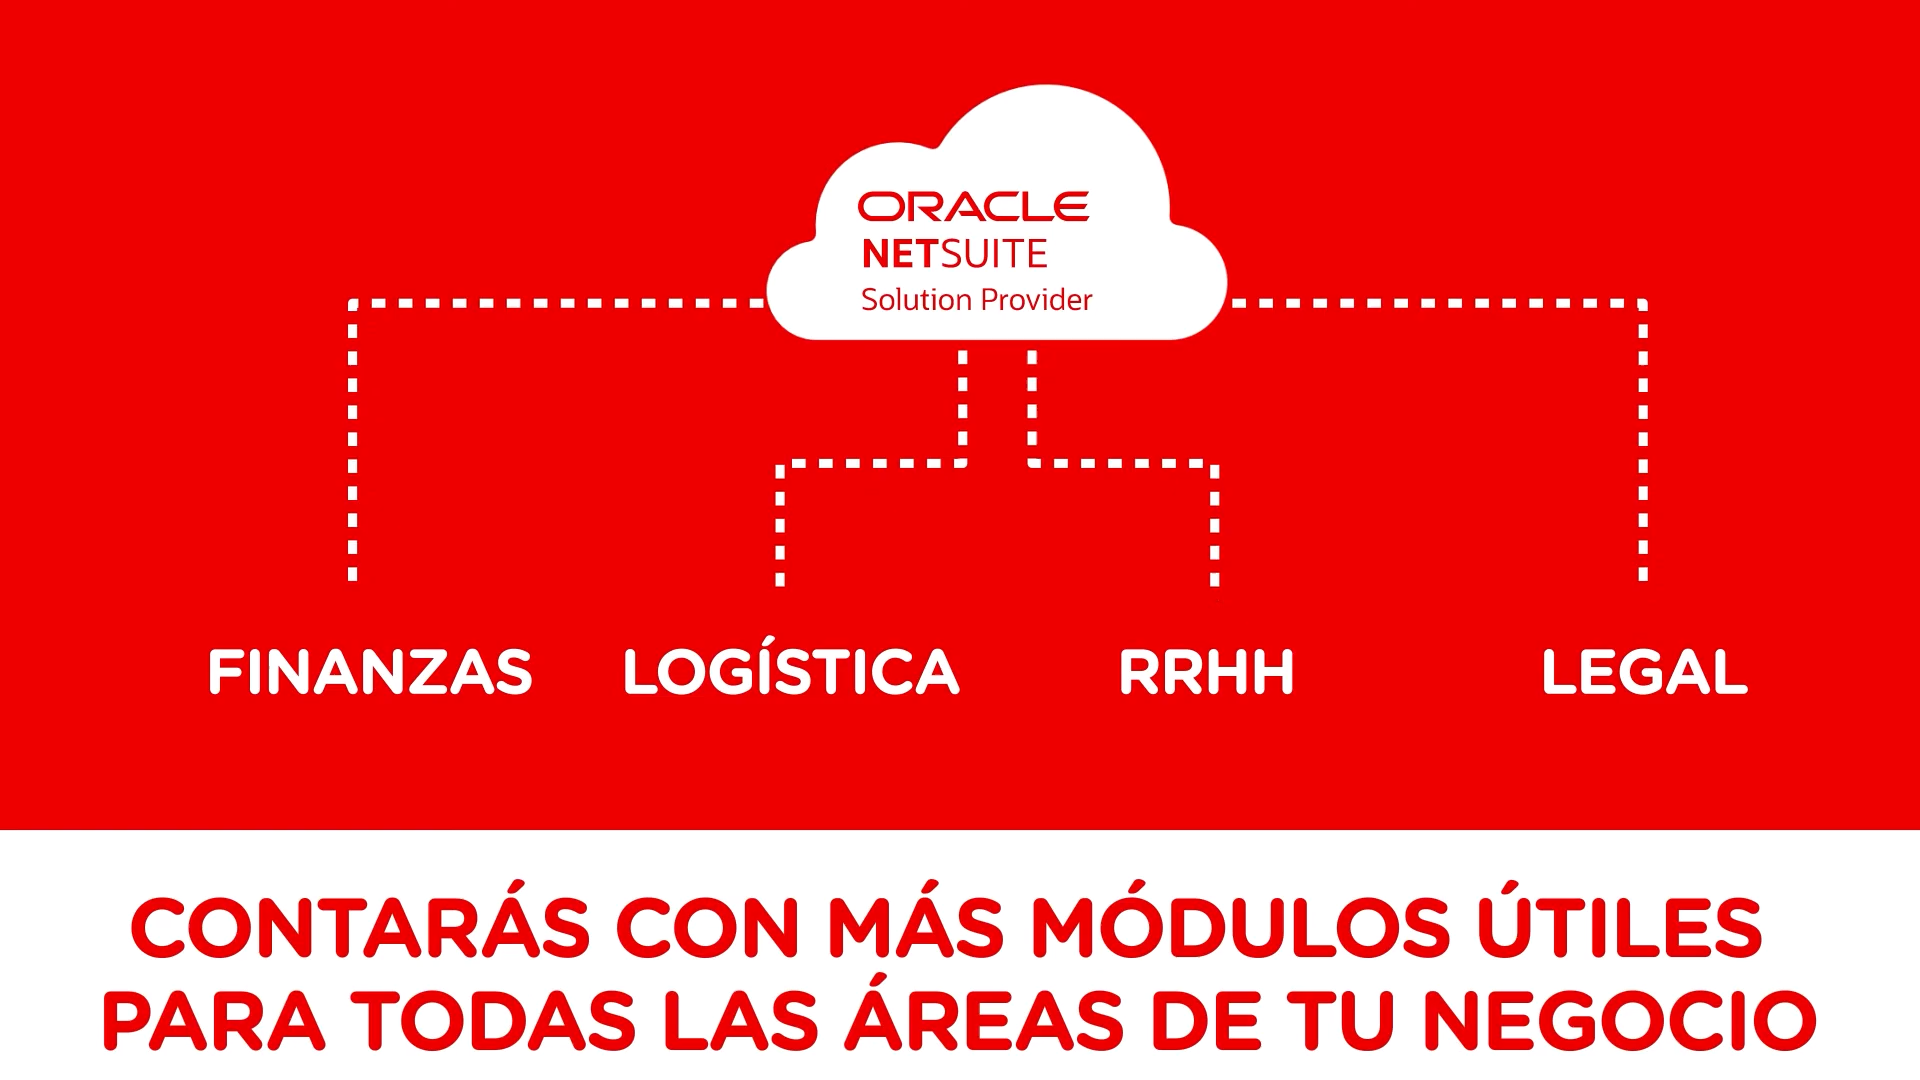 ORACLE
NETSUITE
Solution Provider
FINANZAS LOGÍSTICA RRHH LEGAL
CONTARÁS CON MÁS MÓDULOS ÚTILES
PARA TODAS LAS ÁREAS DE TU NEGOCIO